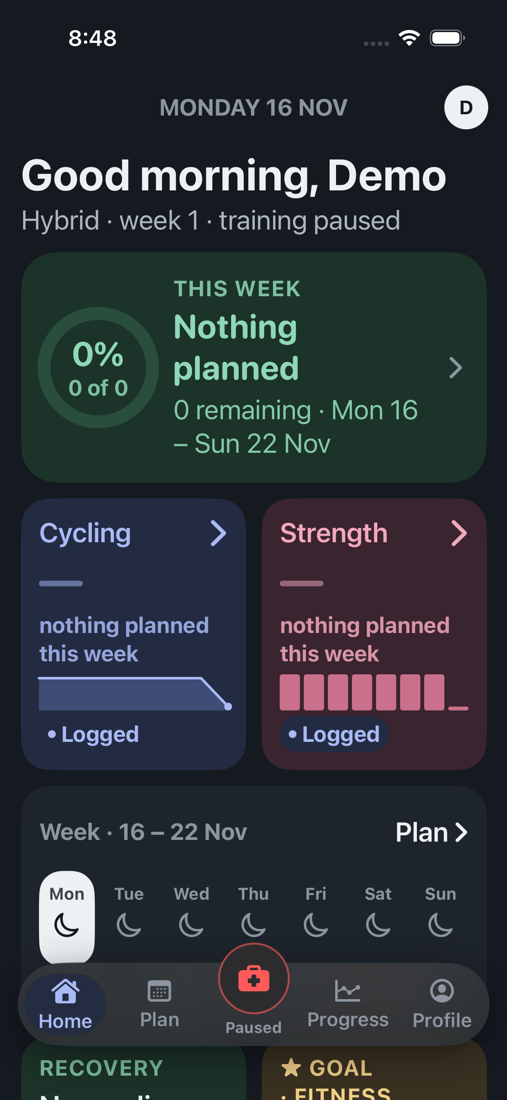 8:48
MONDAY 16 NOV
D
Good morning, Demo
Hybrid · week 1 · training paused
THIS WEEK
Nothing
planned
0%
0 of 0
0 remaining · Mon 16
– Sun 22 Nov
Cycling
nothing planned
this week
• Logged
Strength
nothing planned
this week
• Logged
Week · 16 – 22 Nov
Plan
Mon
Tue
Wed
Thu
Fri
Sat
Sun
Home
Plan
Paused
Progress
Profile
RECOVERY
GOAL
· FITNESS